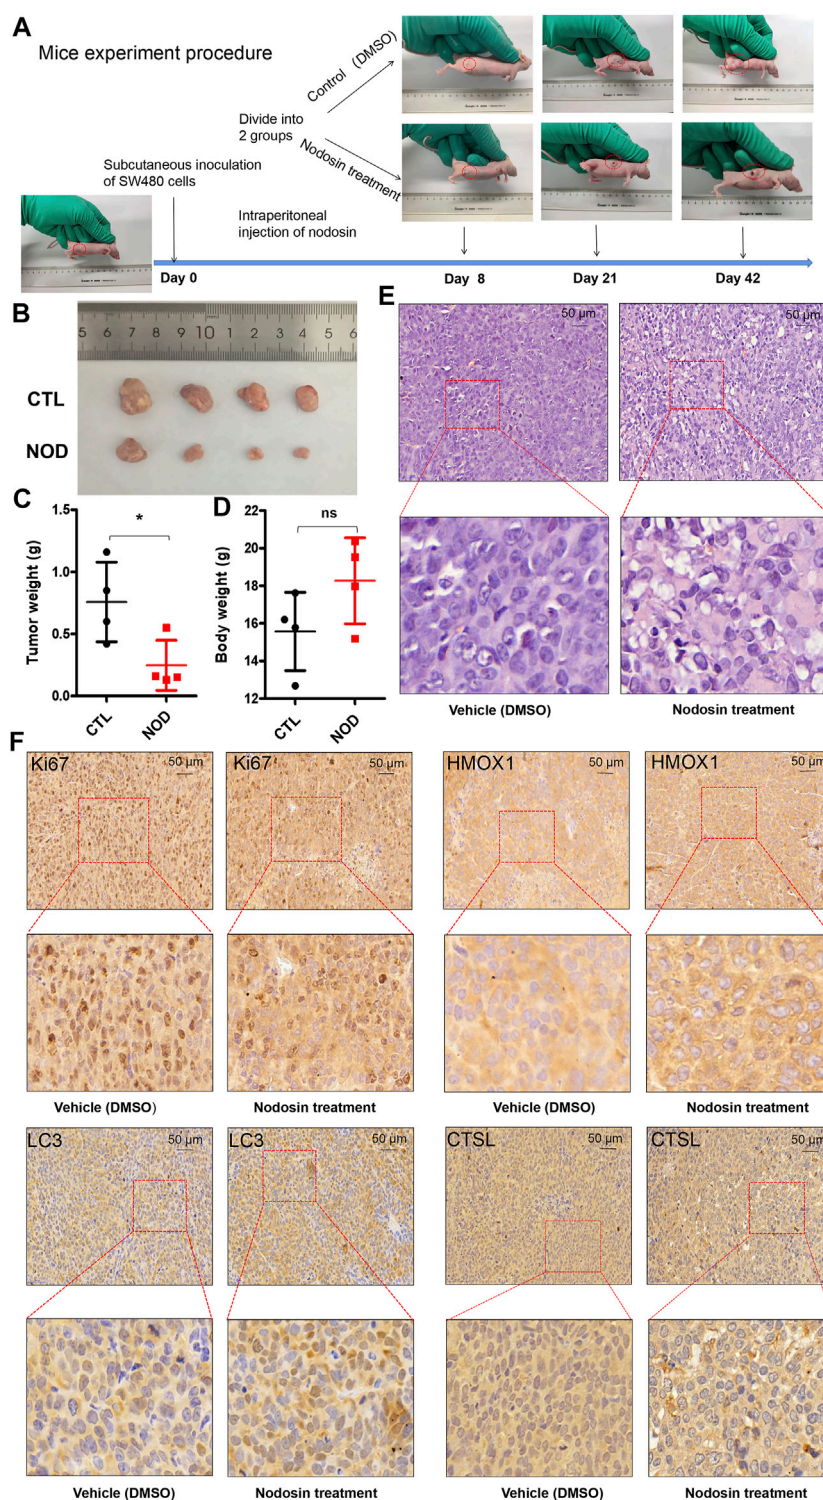 A
Mice experiment procedure
Control (DMSO)
Divide into
2 groups
Nodosin treatment
Subcutaneous inoculation
of SW480 cells
Intraperitoneal
injection of nodosin
Day 0
Day 8
Day 21
Day 42
B
5 6 7 8 9 10 1 2 3 4 5 6
CTL
NOD
C
Tumor weight (g)
1.5
1.0
0.5
0.0
*
CTL
NOD
D
Body weight (g)
22
20
18
16
14
12
ns
CTL
NOD
E
50 µm
50 µm
Vehicle (DMSO)
Nodosin treatment
F
Ki67
50 µm
Ki67
50 µm
HMOX1
50 µm
HMOX1
50 µm
Vehicle (DMSO)
Nodosin treatment
Vehicle (DMSO)
Nodosin treatment
LC3
50 µm
LC3
50 µm
CTSL
50 µm
CTSL
50 µm
Vehicle (DMSO)
Nodosin treatment
Vehicle (DMSO)
Nodosin treatment